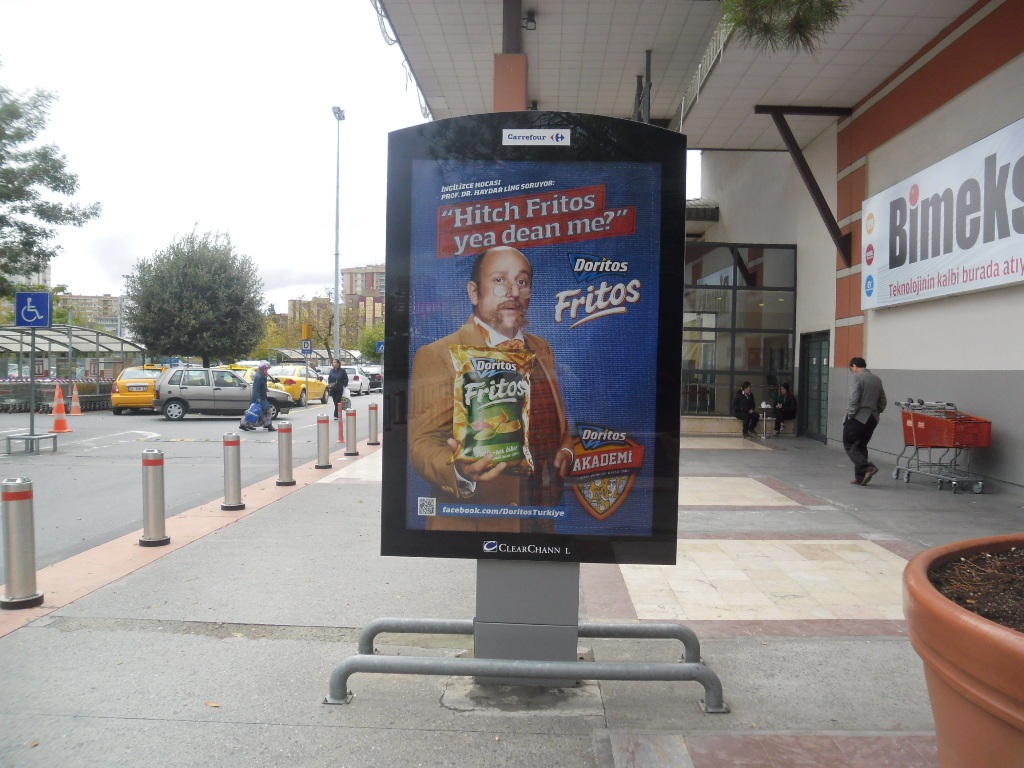 Carrefour
İNGİLİZCE HOCASI
PROF. DR. HAYDAR LİNG SORUYOR:
"Hitch Fritos
yea dean me?"
Doritos
Fritos
Doritos
Fritos
Doritos
AKADEMİ
facebook.com/DoritosTurkiye
CLEARCHANN L
Bimeks
Teknolojinin kalbi burada atıy